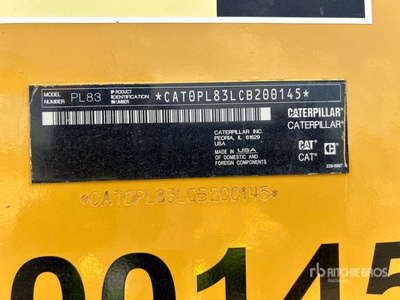 MODEL NUMBER PL83 PRODUCT IDENTIFICATION NUMBER *CAT0PL83LCB200145*
CATERPILLAR INC.
PEORIA, IL 61629
USA
MADE IN USA
OF DOMESTIC AND
FOREIGN COMPONENTS
CATERPILLAR
CATERPILLAR
CAT C
CAT
*CAT0PL83LCB200145*
00145
rb RITCHIE BROS